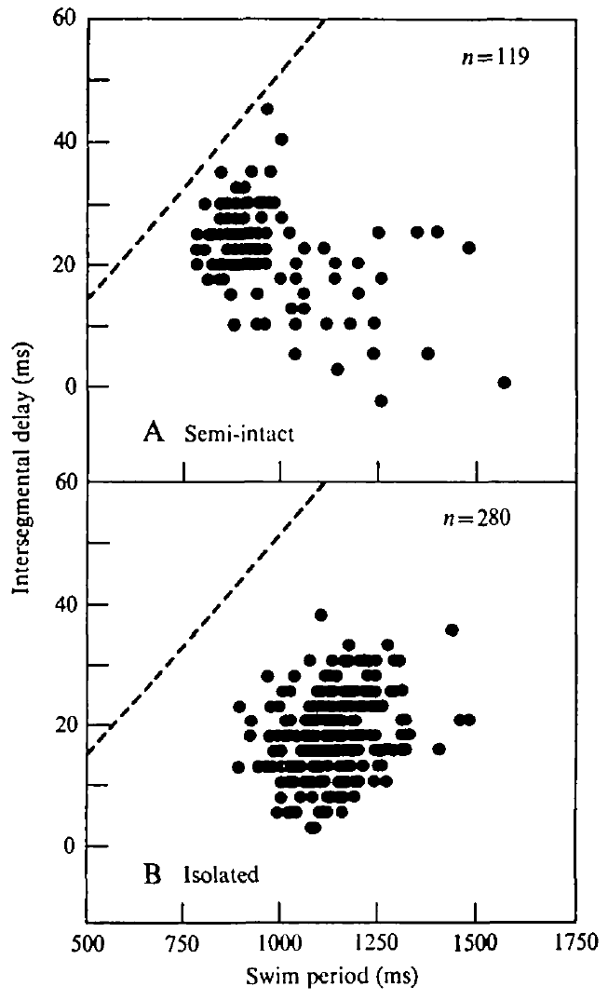 60
n=119
40
20
0
A Semi-intact
Intersegmental delay (ms)
60
n=280
40
20
0
B Isolated
500 750 1000 1250 1500 1750
Swim period (ms)